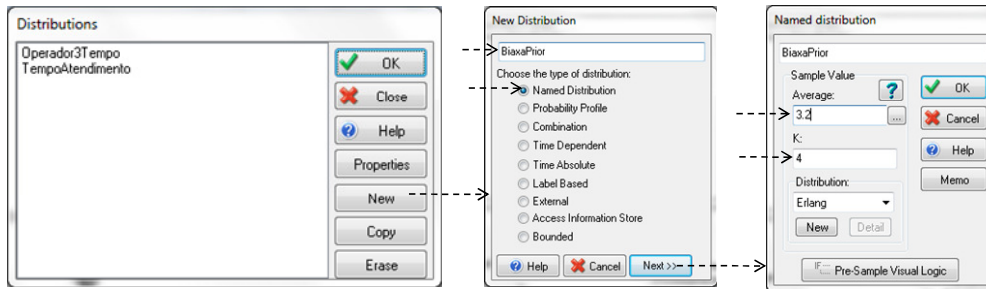 Distributions
Operador3Tempo
TempoAtendimento
OK
Close
Help
Properties
New
Copy
Erase
New Distribution
BiaxaPrior
Choose the type of distribution:
Named Distribution
Probability Profile
Combination
Time Dependent
Time Absolute
Label Based
External
Access Information Store
Bounded
Help
Cancel
Next >>
Named distribution
BiaxaPrior
Sample Value
Average:
?
3.2
...
K:
4
Distribution:
Erlang
New
Detail
OK
Cancel
Help
Memo
IF
Pre-Sample Visual Logic